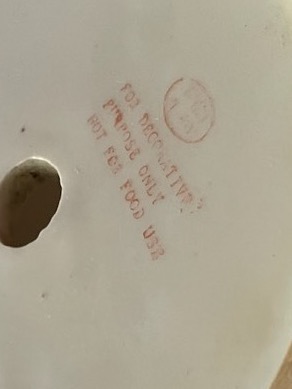 FOR DECORATIVE
PURPOSE ONLY
NOT FOR FOOD USE